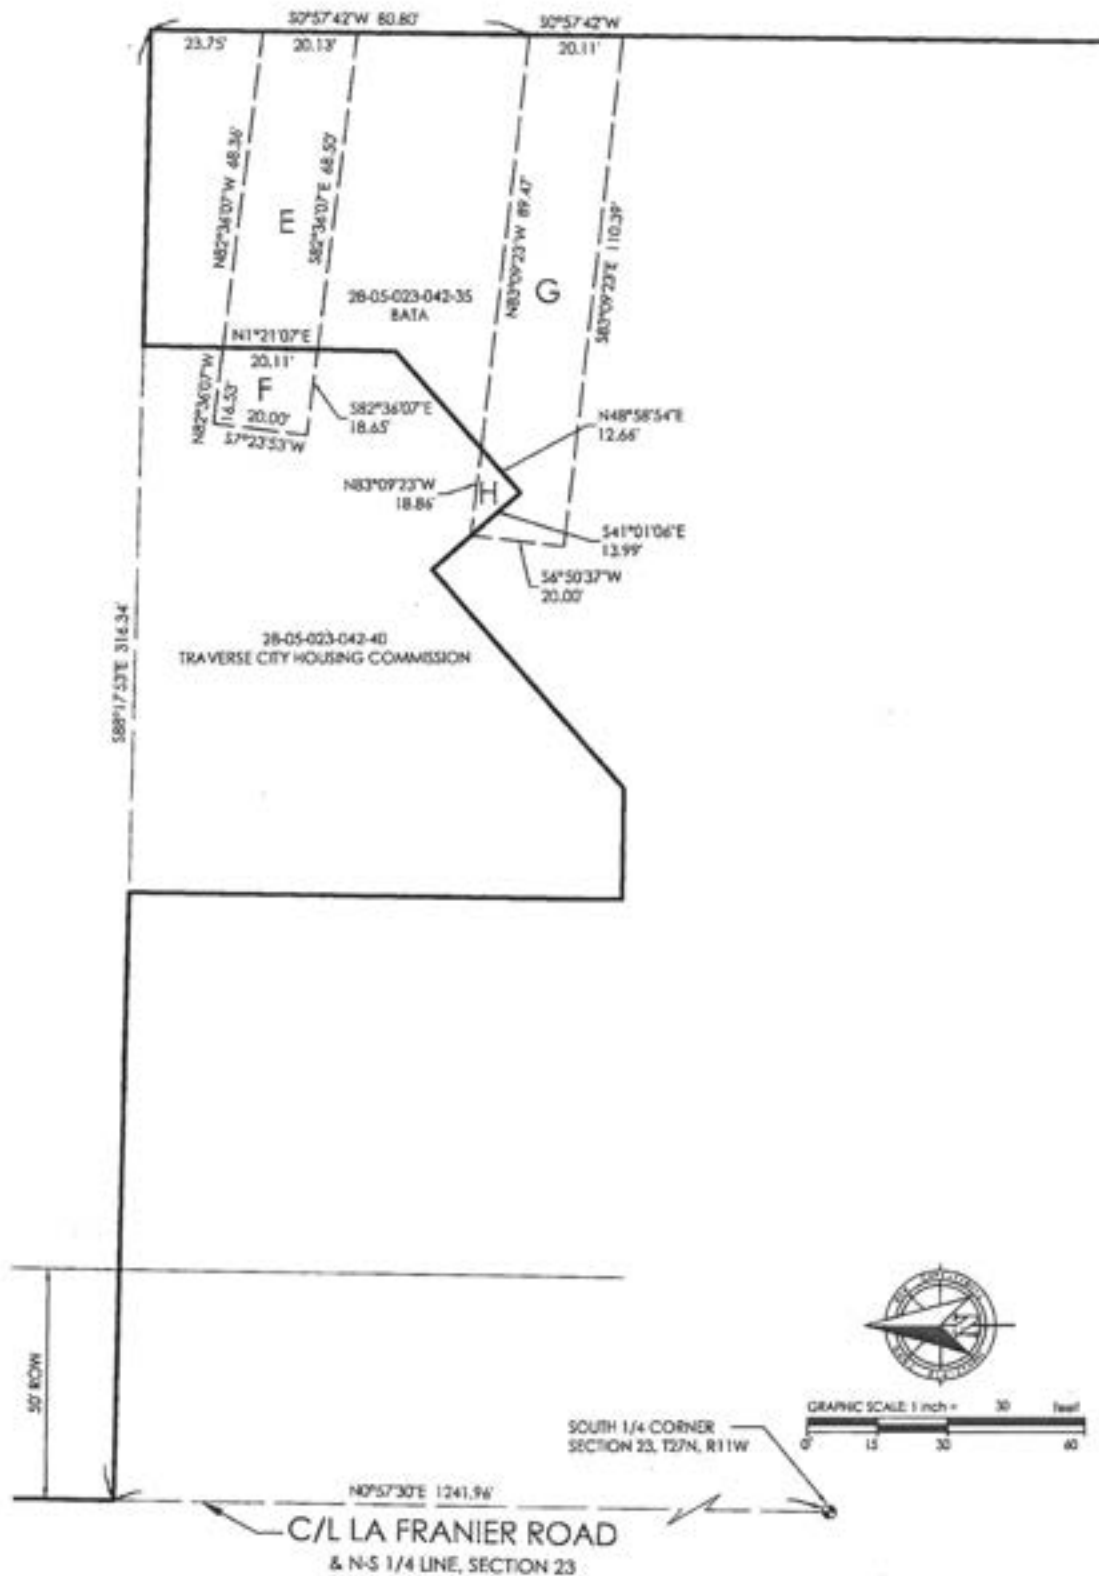 S0°57'42"W 80.80'
S0°57'42"W
23.75'
20.13'
20.11'
N82°36'07"W 68.36'
S82°36'07"E 68.50'
E
N83°09'23"W 89.47'
G
S83°09'23"E 110.39'
28-05-023-042-35
BATA
N1°21'07"E
20.11'
F
N82°36'07"W
16.53'
20.00'
S7°23'53"W
S82°36'07"E
18.65'
N48°58'54"E
12.66'
N83°09'23"W
18.86'
H
S41°01'06"E
13.99'
S6°50'37"W
20.00'
28-05-023-042-40
TRAVERSE CITY HOUSING COMMISSION
S88°17'53"E 316.34'
50' ROW
GRAPHIC SCALE: 1 inch = 30 feet
0' 15 30 60
SOUTH 1/4 CORNER
SECTION 23, T27N, R11W
N0°57'30"E 1241.96'
C/L LA FRANIER ROAD
& N-S 1/4 LINE, SECTION 23